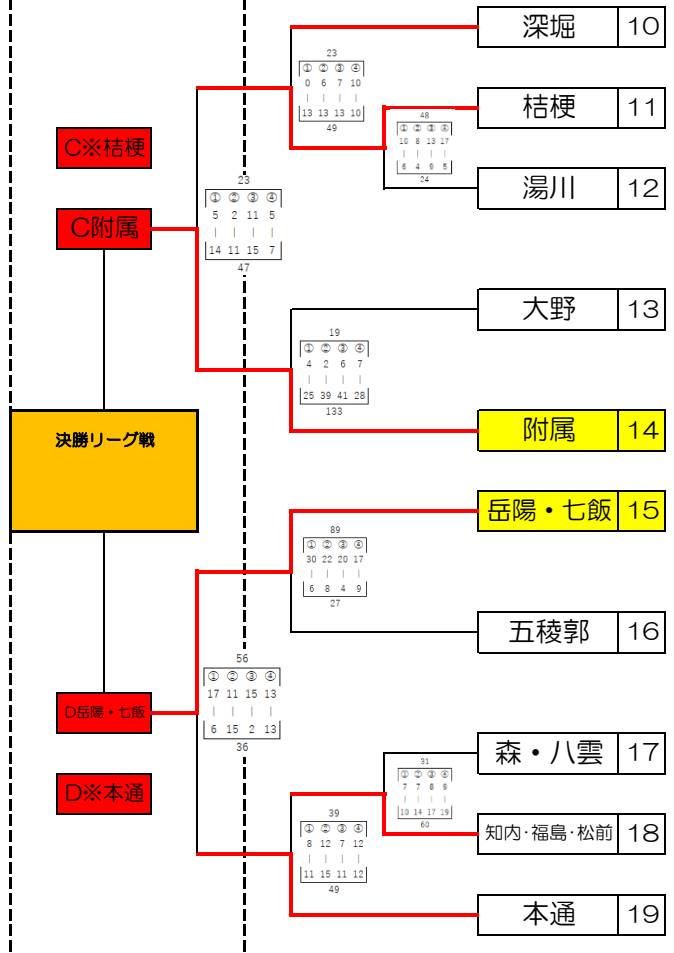 深堀 10
23
① ② ③ ④
0 6 7 10
| | | |
13 13 13 10
49
桔梗 11
48
① ② ③ ④
10 8 13 17
| | | |
6 4 9 5
24
湯川 12
C※桔梗
23
① ② ③ ④
5 2 11 5
| | | |
14 11 15 7
47
C附属
大野 13
19
① ② ③ ④
4 2 6 7
| | | |
25 39 41 28
133
附属 14
決勝リーグ戦
岳陽・七飯 15
89
① ② ③ ④
30 22 20 17
| | | |
6 8 4 9
27
五稜郭 16
56
① ② ③ ④
17 11 15 13
| | | |
6 15 2 13
36
D岳陽・七飯
森・八雲 17
31
① ② ③ ④
7 7 8 9
| | | |
10 14 17 19
60
D※本通
知内・福島・松前 18
39
① ② ③ ④
8 12 7 12
| | | |
11 15 11 12
49
本通 19